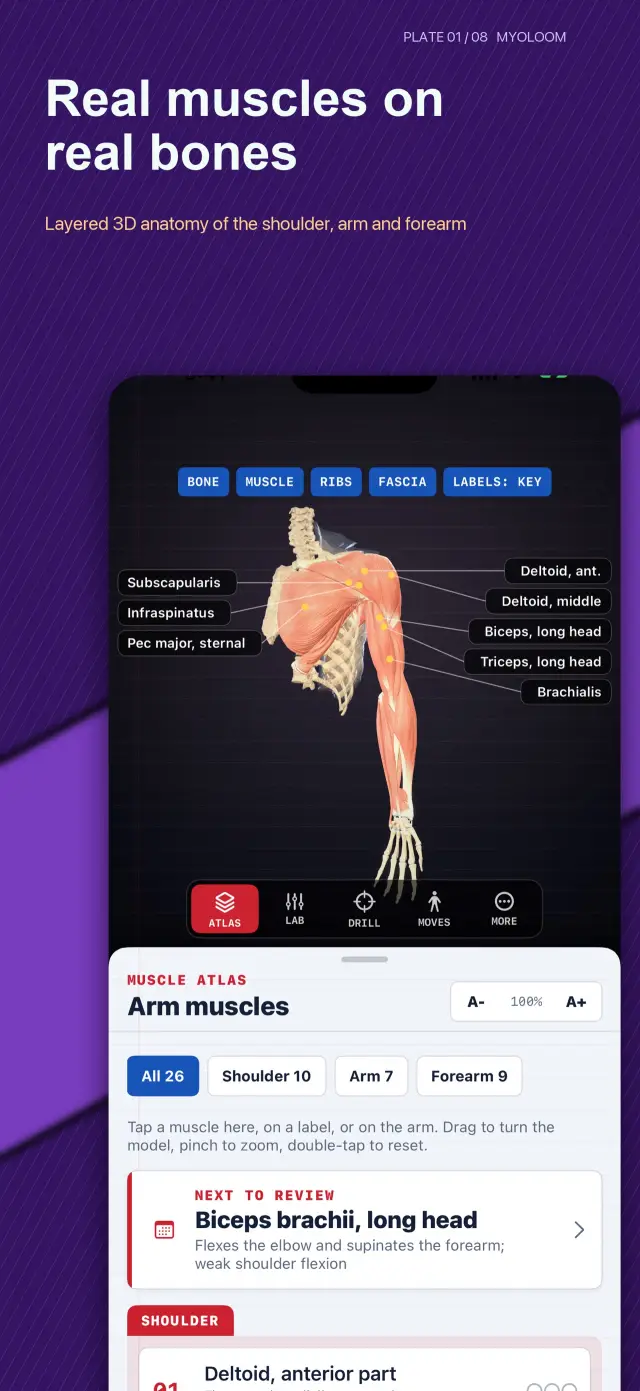 PLATE 01 / 08 MYOLOOM
Real muscles on
real bones
Layered 3D anatomy of the shoulder, arm and forearm
BONE
MUSCLE
RIBS
FASCIA
LABELS: KEY
Subscapularis
Infraspinatus
Pec major, sternal
Deltoid, ant.
Deltoid, middle
Biceps, long head
Triceps, long head
Brachialis
ATLAS
LAB
DRILL
MOVES
MORE
MUSCLE ATLAS
Arm muscles
A-
100%
A+
All 26
Shoulder 10
Arm 7
Forearm 9
Tap a muscle here, on a label, or on the arm. Drag to turn the
model, pinch to zoom, double-tap to reset.
NEXT TO REVIEW
Biceps brachii, long head
Flexes the elbow and supinates the forearm;
weak shoulder flexion
SHOULDER
01
Deltoid, anterior part